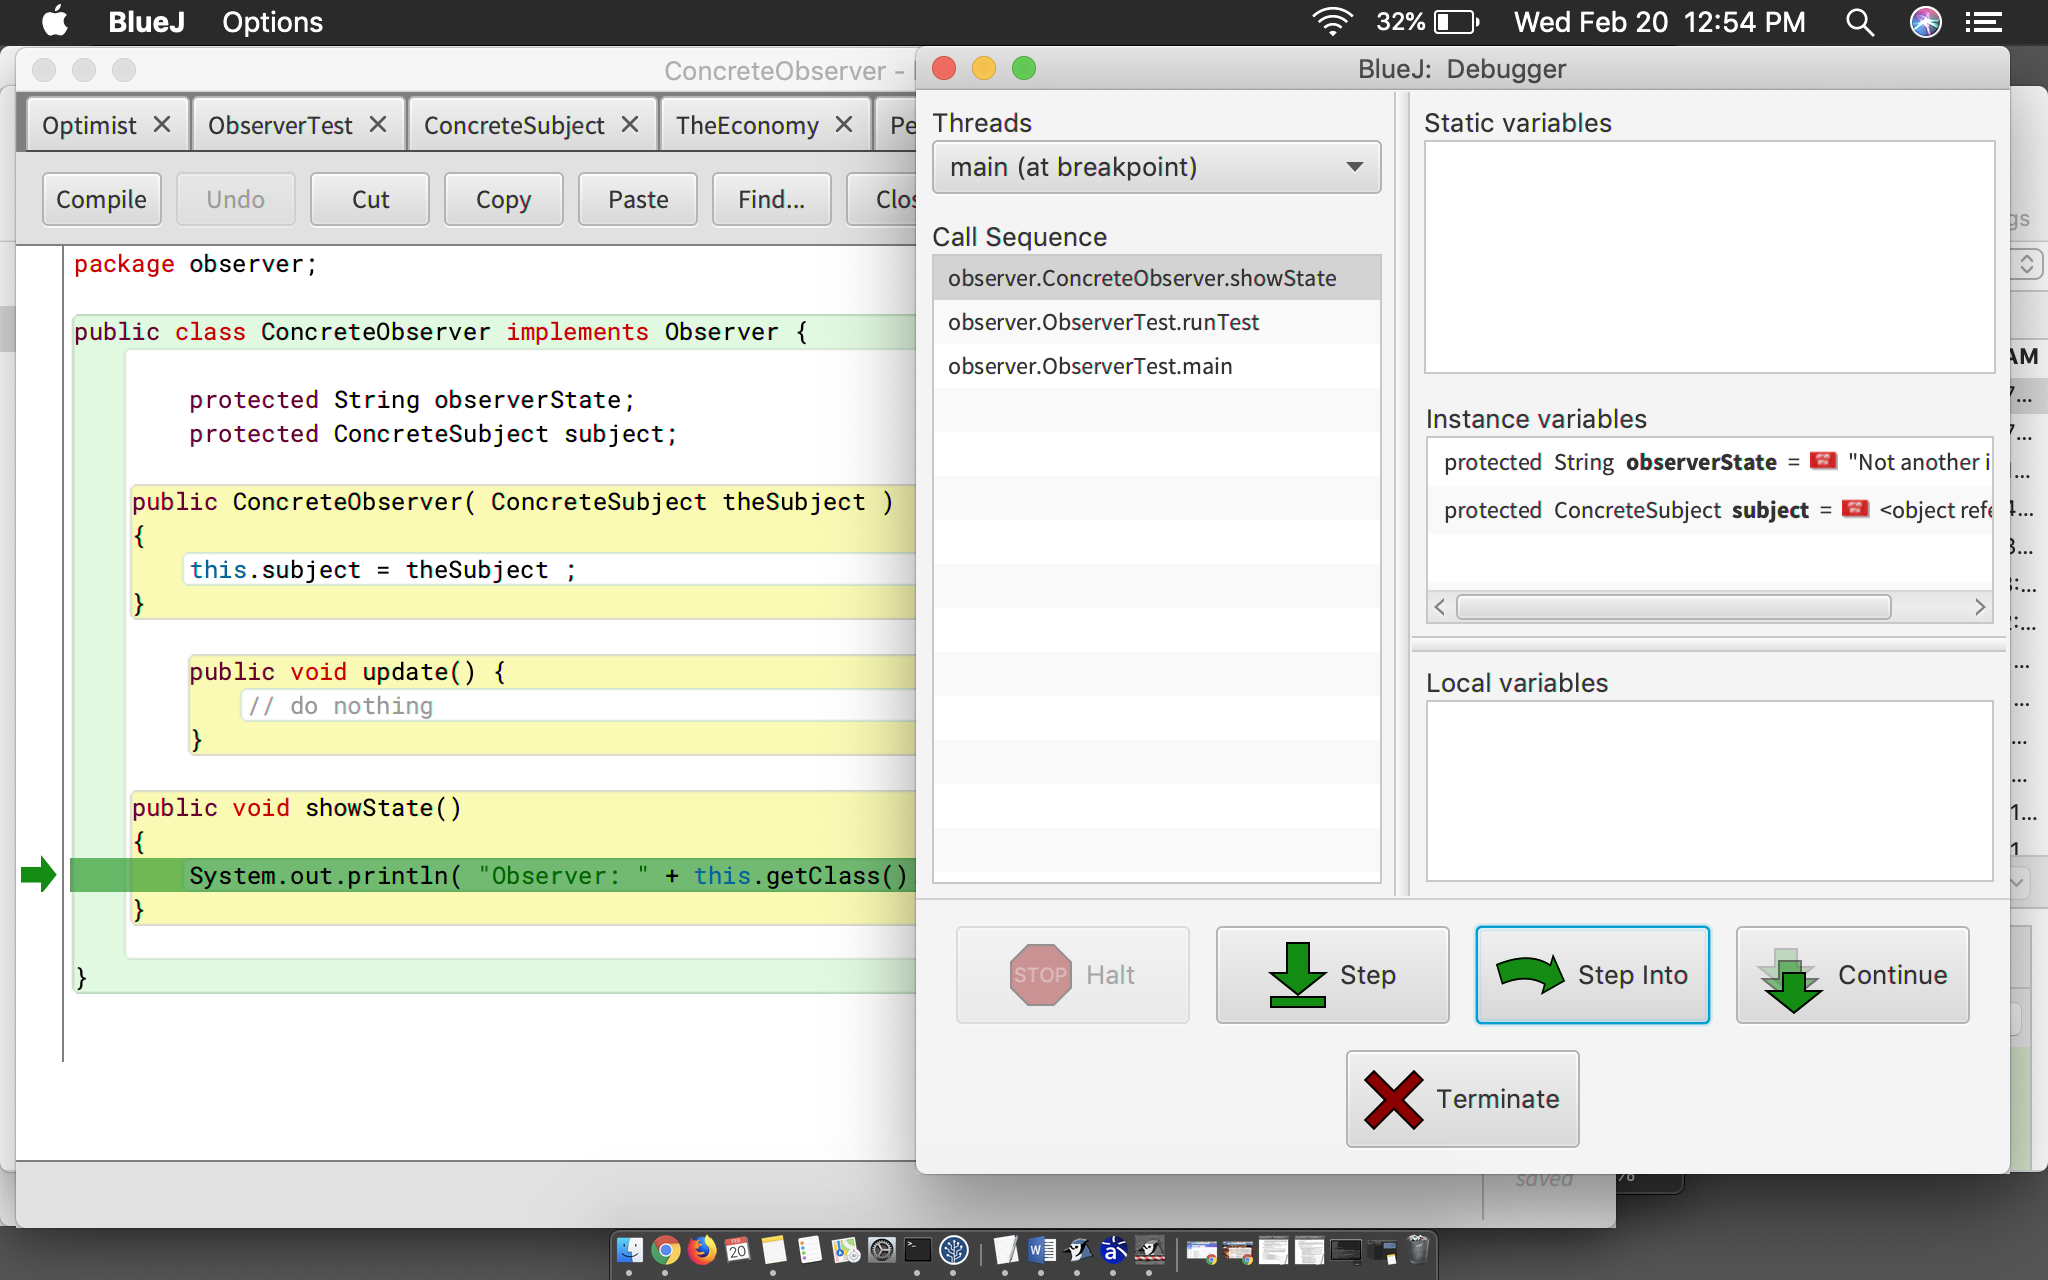 BlueJ Options 32% Wed Feb 20 12:54 PM
ConcreteObserver -
Optimist ObserverTest ConcreteSubject TheEconomy Pe
Compile Undo Cut Copy Paste Find... Clos
package observer;
public class ConcreteObserver implements Observer {
protected String observerState;
protected ConcreteSubject subject;
public ConcreteObserver( ConcreteSubject theSubject )
{
this.subject = theSubject ;
}
public void update() {
// do nothing
}
public void showState()
{
System.out.println( "Observer: " + this.getClass()
}
}
BlueJ: Debugger
Threads
main (at breakpoint)
Call Sequence
observer.ConcreteObserver.showState
observer.ObserverTest.runTest
observer.ObserverTest.main
Static variables
Instance variables
protected String observerState = "Not another i
protected ConcreteSubject subject = <object refe
Local variables
STOP Halt
Step
Step Into
Continue
Terminate
gs
AM
saved
%
FEB
20